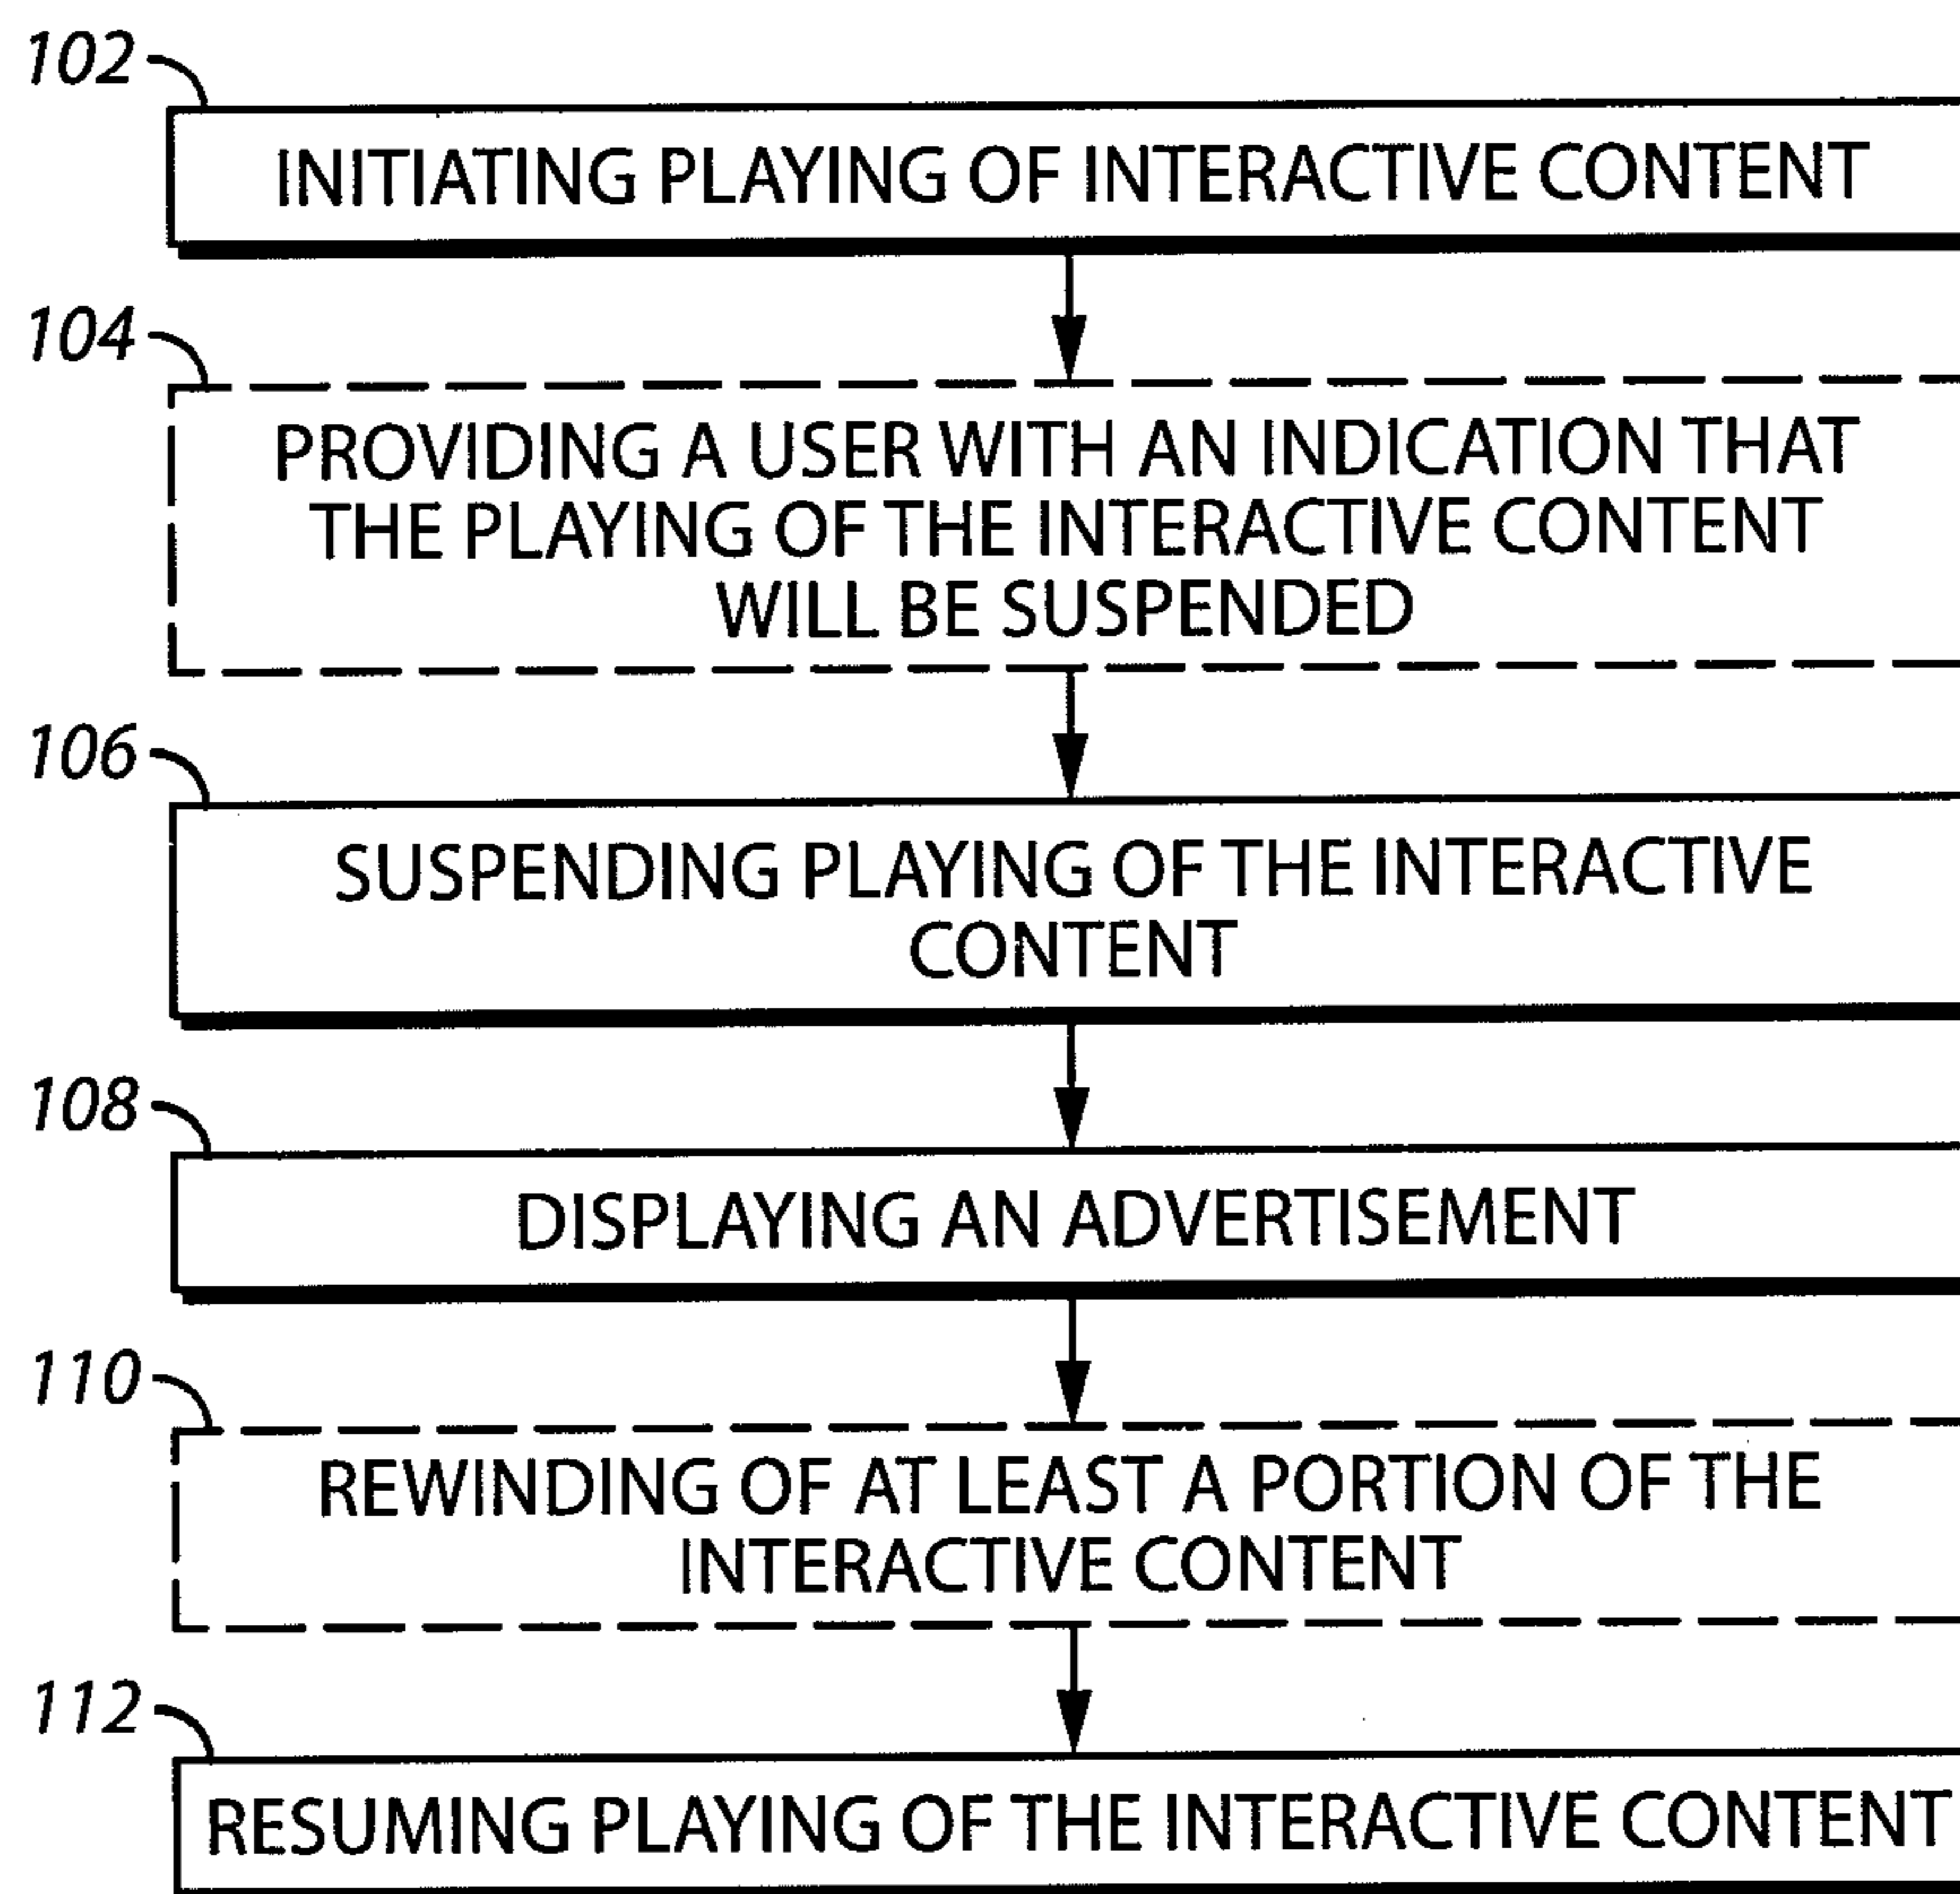 102
INITIATING PLAYING OF INTERACTIVE CONTENT
104
PROVIDING A USER WITH AN INDICATION THAT
THE PLAYING OF THE INTERACTIVE CONTENT
WILL BE SUSPENDED
106
SUSPENDING PLAYING OF THE INTERACTIVE
CONTENT
108
DISPLAYING AN ADVERTISEMENT
110
REWINDING OF AT LEAST A PORTION OF THE
INTERACTIVE CONTENT
112
RESUMING PLAYING OF THE INTERACTIVE CONTENT